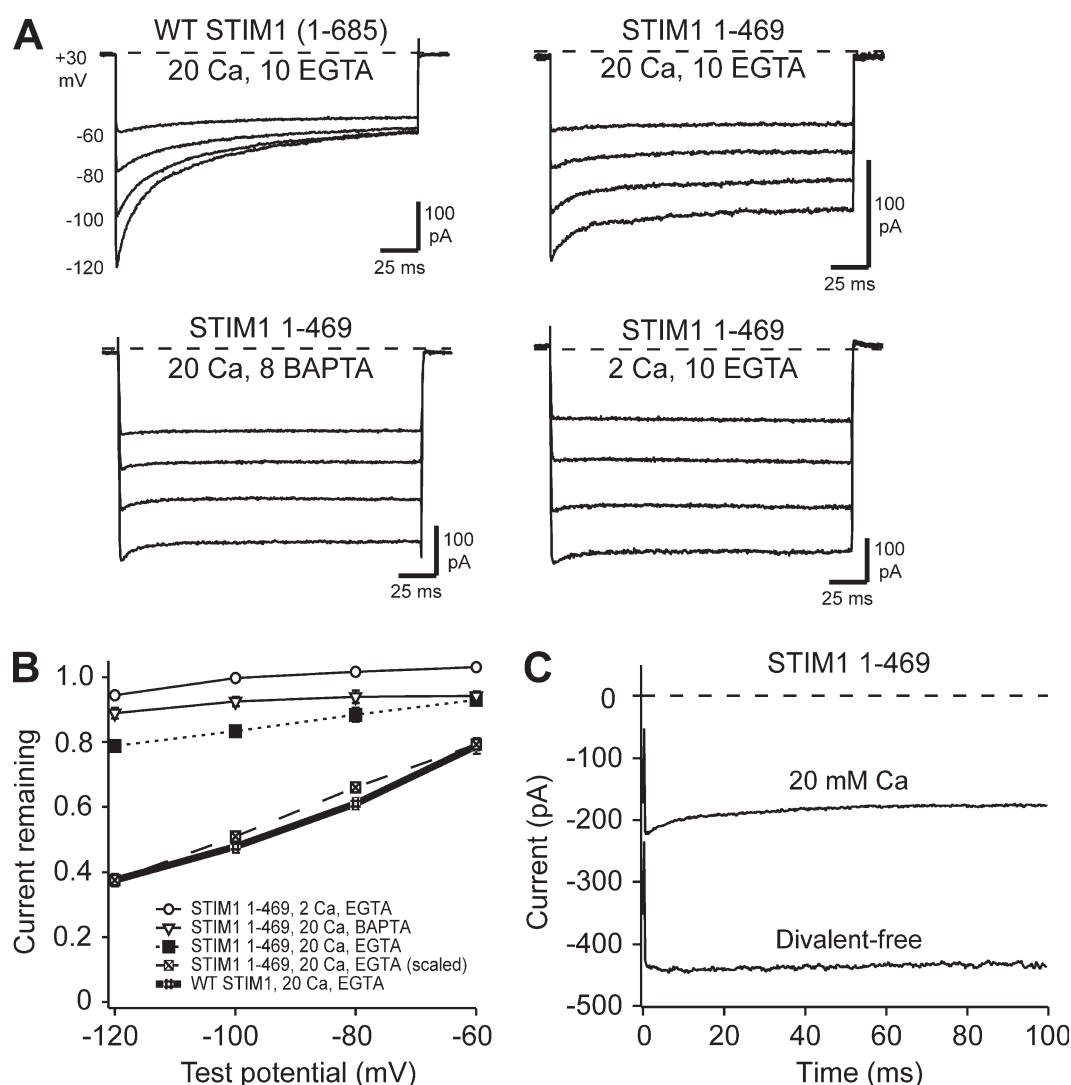 A
WT STIM1 (1-685)
20 Ca, 10 EGTA
+30
mV
-60
-80
-100
-120
100
pA
25 ms
STIM1 1-469
20 Ca, 10 EGTA
100
pA
25 ms
STIM1 1-469
20 Ca, 8 BAPTA
100
pA
25 ms
STIM1 1-469
2 Ca, 10 EGTA
100
pA
25 ms
B
Current remaining
1.0
0.8
0.6
0.4
0.2
0
STIM1 1-469, 2 Ca, EGTA
STIM1 1-469, 20 Ca, BAPTA
STIM1 1-469, 20 Ca, EGTA
STIM1 1-469, 20 Ca, EGTA (scaled)
WT STIM1, 20 Ca, EGTA
-120
-100
-80
-60
Test potential (mV)
C
STIM1 1-469
Current (pA)
0
-100
-200
-300
-400
-500
20 mM Ca
Divalent-free
0
20
40
60
80
100
Time (ms)